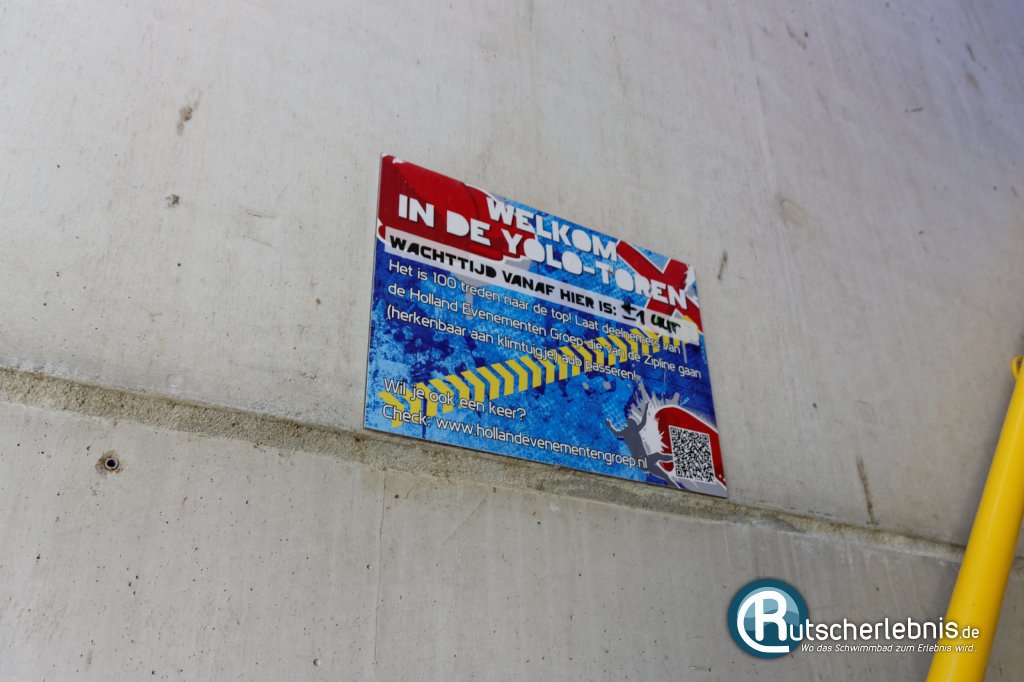 WELKOM
IN DE YOLO-TOREN
WACHTTIJD VANAF HIER IS: ±1 uur
Het is 100 treden naar de top! Laat deelnemers van
de Holland Evenementen Groep die van de Zipline gaan
(herkenbaar aan klimtuigje) aub passeren!
Wil je ook een keer?
Check: www.hollandevenementengroep.nl
Rutscherlebnis.de
Wo das Schwimmbad zum Erlebnis wird..